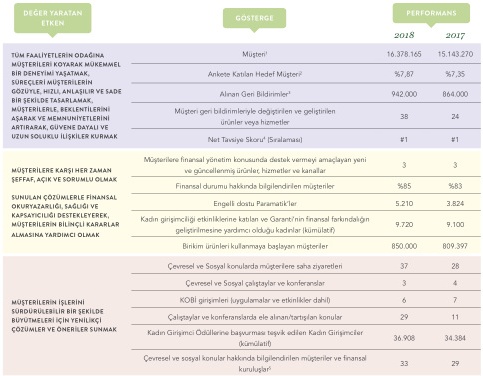 DEĞER YARATAN
ETKEN
GÖSTERGE
PERFORMANS
2018 2017
TÜM FAALİYETLERİN ODAĞINA
MÜŞTERİLERİ KOYARAK MÜKEMMEL
BİR DENEYİMİ YAŞATMAK,
SÜREÇLERİ MÜŞTERİLERİN
GÖZÜYLE, HIZLI, ANLAŞILIR VE SADE
BİR ŞEKİLDE TASARLAMAK,
MÜŞTERİLERLE, BEKLENTİLERİNİ
AŞARAK VE MEMNUNİYETLERİNİ
ARTIRARAK, GÜVENE DAYALI VE
UZUN SOLUKLU İLİŞKİLER KURMAK
Müşteri¹ 16.378.165 15.143.270
Ankete Katılan Hedef Müşteri² %7,87 %7,35
Alınan Geri Bildirimler³ 942.000 864.000
Müşteri geri bildirimleriyle değiştirilen ve geliştirilen
ürünler veya hizmetler 38 24
Net Tavsiye Skoru⁴ (Sıralaması) #1 #1
MÜŞTERİLERE KARŞI HER ZAMAN
ŞEFFAF, AÇIK VE SORUMLU OLMAK
SUNULAN ÇÖZÜMLERLE FİNANSAL
OKURYAZARLIĞI, SAĞLIĞI VE
KAPSAYICILIĞI DESTEKLEYEREK,
MÜŞTERİLERİN BİLİNÇLİ KARARLAR
ALMASINA YARDIMCI OLMAK
Müşterilere finansal yönetim konusunda destek vermeyi amaçlayan yeni
ve güncellenmiş ürünler, hizmetler ve kanallar 3 3
Finansal durumu hakkında bilgilendirilen müşteriler %85 %83
Engelli dostu Paramatik'ler 5.210 3.824
Kadın girişimciliği etkinliklerine katılan ve Garanti'nin finansal farkındalığın
geliştirilmesine yardımcı olduğu kadınlar (kümülatif) 9.720 9.100
Birikim ürünleri kullanmaya başlayan müşteriler 850.000 809.397
MÜŞTERİLERİN İŞLERİNİ
SÜRDÜRÜLEBİLİR BİR ŞEKİLDE
BÜYÜTMELERİ İÇİN YENİLİKÇİ
ÇÖZÜMLER VE ÖNERİLER SUNMAK
Çevresel ve Sosyal konularda müşterilere saha ziyaretleri 37 28
Çevresel ve Sosyal çalıştaylar ve konferanslar 3 4
KOBİ girişimleri (uygulamalar ve etkinlikler dahil) 6 7
Çalıştaylar ve konferanslarda ele alınan/tartışılan konular 29 11
Kadın Girişimci Ödüllerine başvurması teşvik edilen Kadın Girişimciler
(kümülatif) 36.908 34.384
Çevresel ve sosyal konular hakkında bilgilendirilen müşteriler ve finansal
kuruluşlar⁵ 33 29